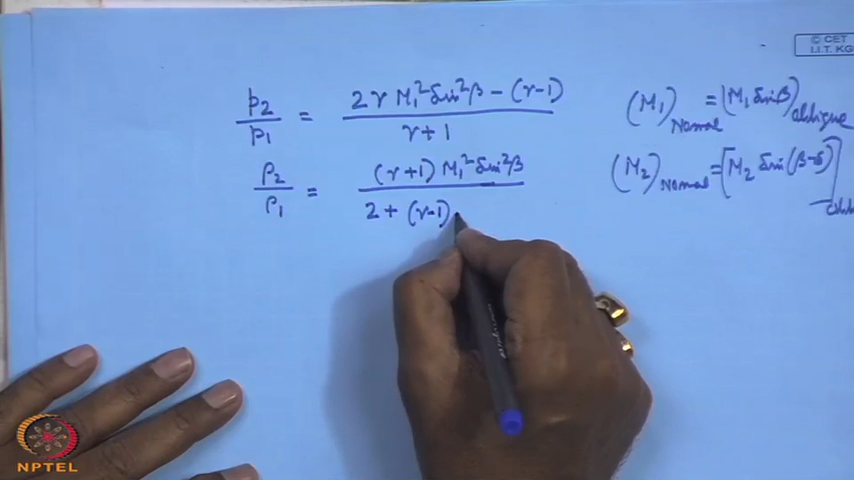 © CET
I.I.T. KG
p₂/p₁ = (2γ M₁² sin²β − (γ-1))/(γ+1)
(M₁)Normal = (M₁ sinβ)oblique
ρ₂/ρ₁ = ((γ+1) M₁² sin²β)/(2 + (γ-1)
(M₂)Normal = [M₂ sin(β-δ)]
NPTEL